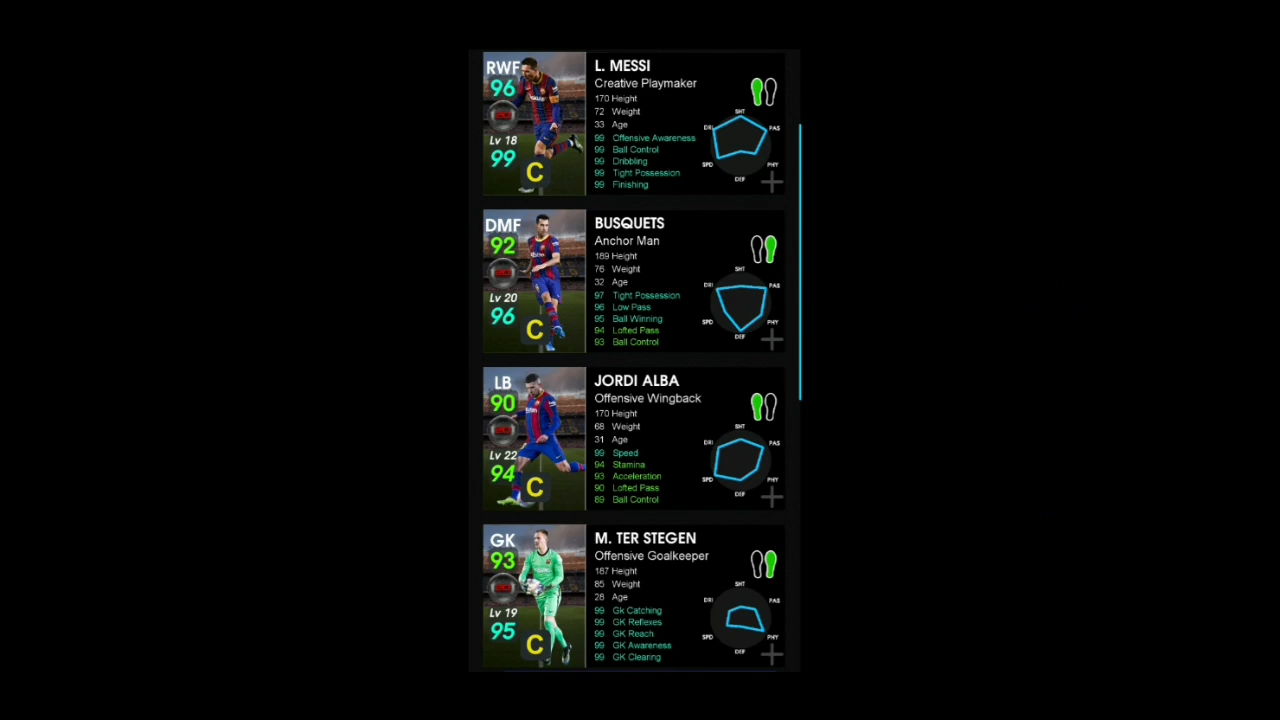 RWF
96
Lv 18
99
C
L. MESSI
Creative Playmaker
170 Height
72 Weight
33 Age
99 Offensive Awareness
99 Ball Control
99 Dribbling
99 Tight Possession
99 Finishing
SHT
DRI
PAS
SPD
PHY
DEF
DMF
92
Lv 20
96
C
BUSQUETS
Anchor Man
189 Height
76 Weight
32 Age
97 Tight Possession
96 Low Pass
95 Ball Winning
94 Lofted Pass
93 Ball Control
SHT
DRI
PAS
SPD
PHY
DEF
LB
90
Lv 22
94
C
JORDI ALBA
Offensive Wingback
170 Height
68 Weight
31 Age
99 Speed
94 Stamina
93 Acceleration
90 Lofted Pass
89 Ball Control
SHT
DRI
PAS
SPD
PHY
DEF
GK
93
Lv 19
95
C
M. TER STEGEN
Offensive Goalkeeper
187 Height
85 Weight
28 Age
99 Gk Catching
99 GK Reflexes
99 GK Reach
99 GK Awareness
99 GK Clearing
SHT
DRI
PAS
SPD
PHY
DEF